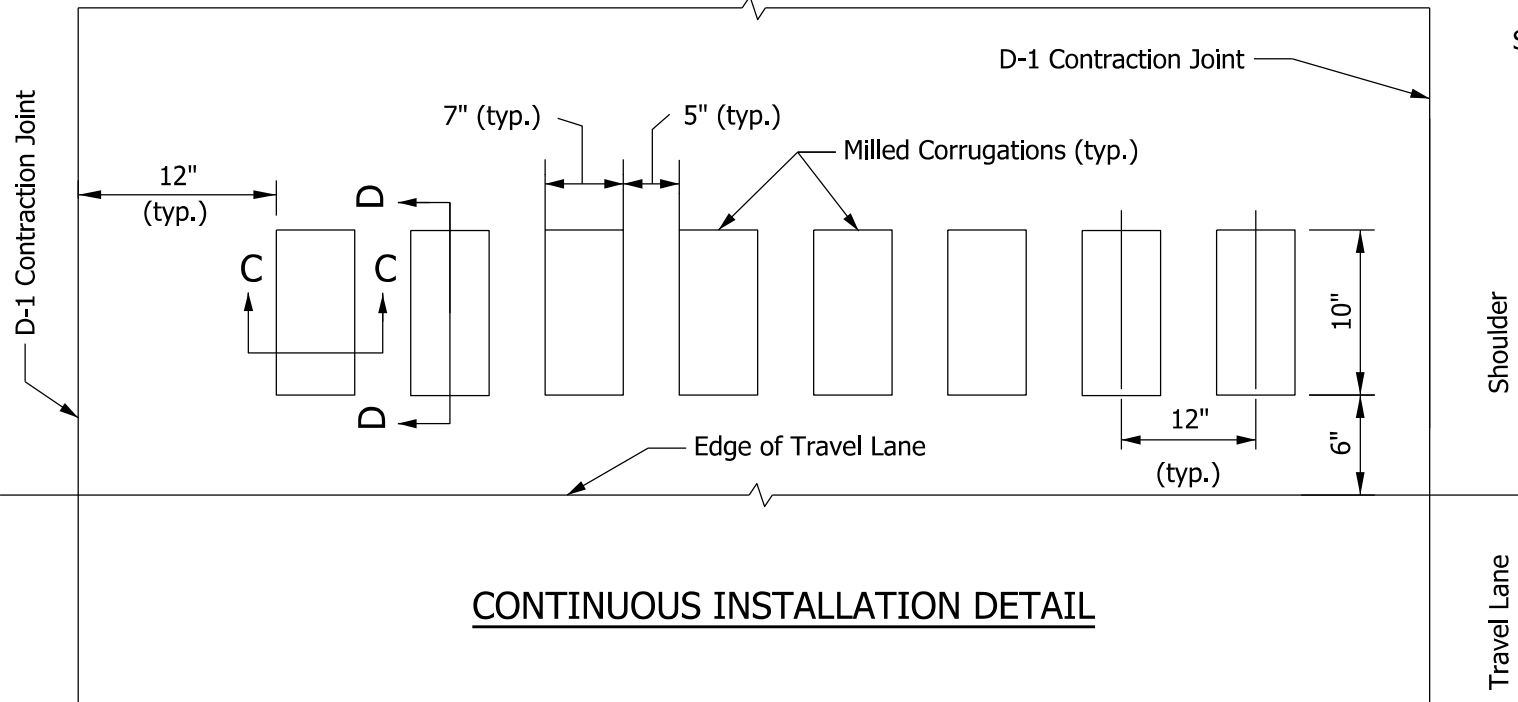 D-1 Contraction Joint
S
7" (typ.)
5" (typ.)
D-1 Contraction Joint
Milled Corrugations (typ.)
12"
(typ.)
D
C
C
10"
Shoulder
D
12"
(typ.)
6"
Edge of Travel Lane
CONTINUOUS INSTALLATION DETAIL
Travel Lane